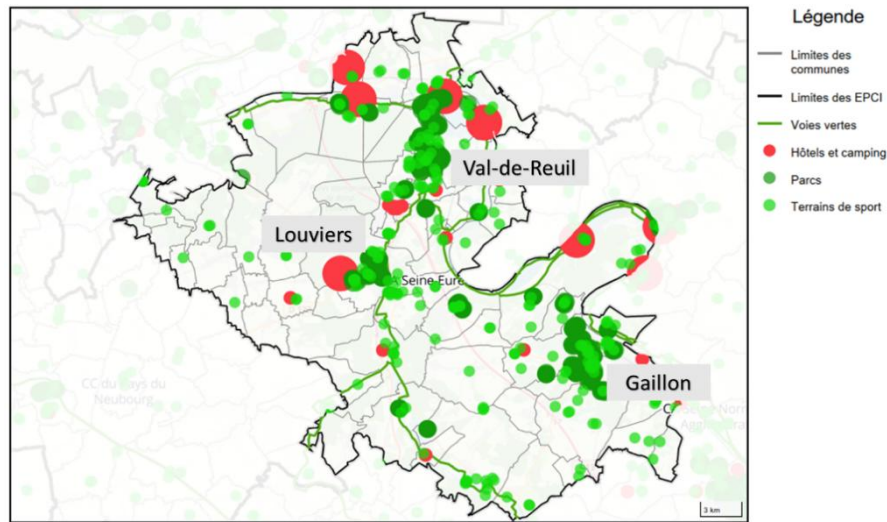 Légende
Limites des
communes
Limites des EPCI
Voies vertes
Hôtels et camping
Parcs
Terrains de sport
Val-de-Reuil
Louviers
A Seine-Eure
Gaillon
CC du Pays du
Neubourg
3 km